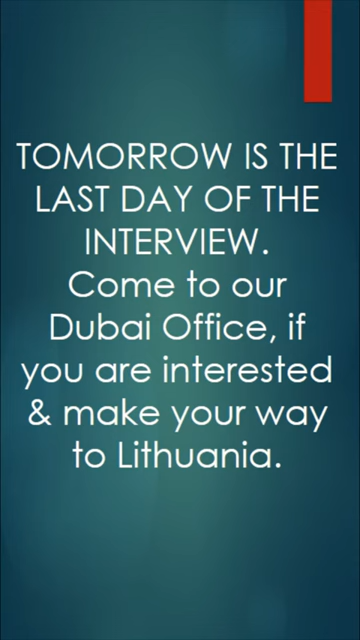 TOMORROW IS THE
LAST DAY OF THE
INTERVIEW.
Come to our
Dubai Office, if
you are interested
& make your way
to Lithuania.